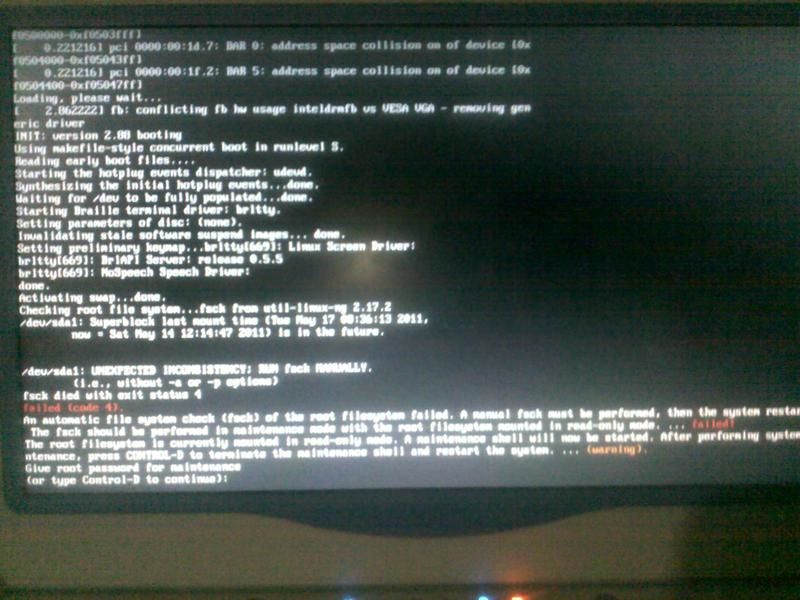 f0500000-0xf0503fff]
[    0.221216] pci 0000:00:1d.7: BAR 0: address space collision on of device [0x
f0504000-0xf05043ff]
[    0.221216] pci 0000:00:1f.2: BAR 5: address space collision on of device [0x
f0504400-0xf05047ff]
Loading, please wait...
[    2.062222] fb: conflicting fb hw usage inteldrmfb vs VESA VGA - removing gen
eric driver
INIT: version 2.88 booting
Using makefile-style concurrent boot in runlevel S.
Reading early boot files....
Starting the hotplug events dispatcher: udevd.
Synthesizing the initial hotplug events...done.
Waiting for /dev to be fully populated...done.
Starting Braille terminal driver: brltty.
Setting parameters of disc: (none).
Invalidating stale software suspend images... done.
Setting preliminary keymap...brltty[669]: Linux Screen Driver:
brltty[669]: BrlAPI Server: release 0.5.5
brltty[669]: NoSpeech Speech Driver:
done.
Activating swap...done.
Checking root file system...fsck from util-linux-ng 2.17.2
/dev/sda1: Superblock last mount time (Tue May 17 08:36:13 2011,
now = Sat May 14 12:14:47 2011) is in the future.
/dev/sda1: UNEXPECTED INCONSISTENCY; RUN fsck MANUALLY.
(i.e., without -a or -p options)
fsck died with exit status 4
failed (code 4).
An automatic file system check (fsck) of the root filesystem failed. A manual fsck must be performed, then the system restar
The fsck should be performed in maintenance mode with the root filesystem mounted in read-only mode. ... failed!
The root filesystem is currently mounted in read-only mode. A maintenance shell will now be started. After performing system
ntenance, press CONTROL-D to terminate the maintenance shell and restart the system. ... (warning).
Give root password for maintenance
(or type Control-D to continue):